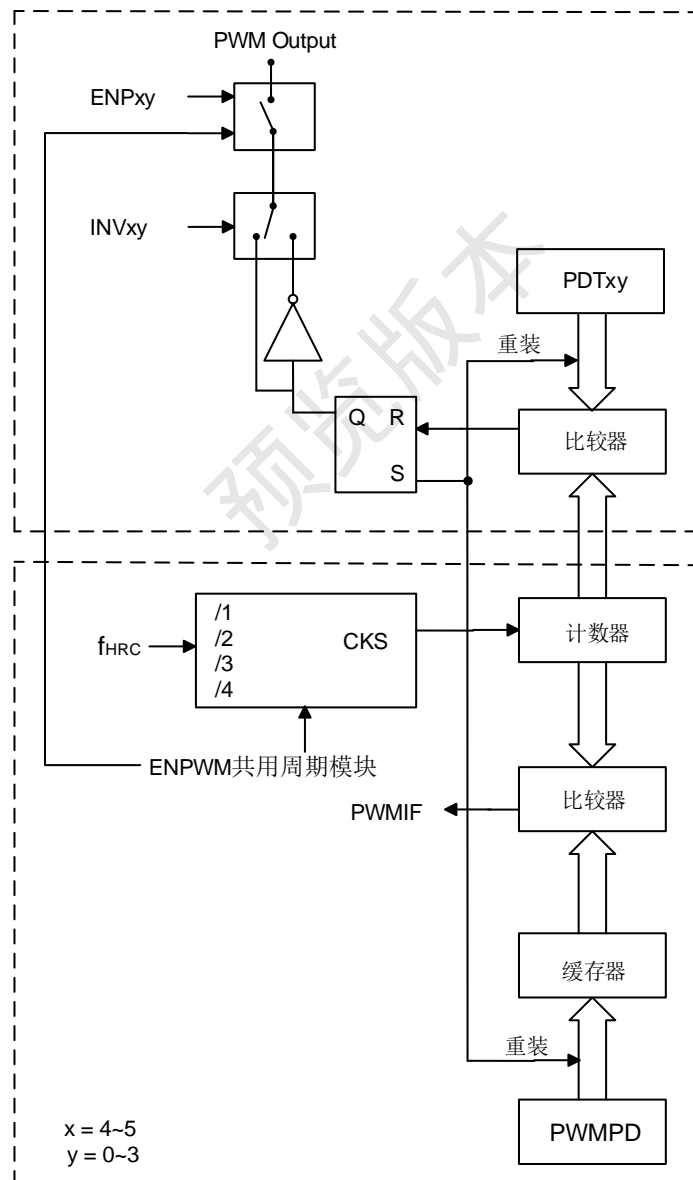 PWM Output
ENPxy
INVxy
PDTxy
重装
Q R
S
比较器
预览版本
/1
/2
/3
/4
CKS
fHRC
计数器
ENPWM共用周期模块
比较器
PWMIF
缓存器
重装
PWMPD
x = 4~5
y = 0~3